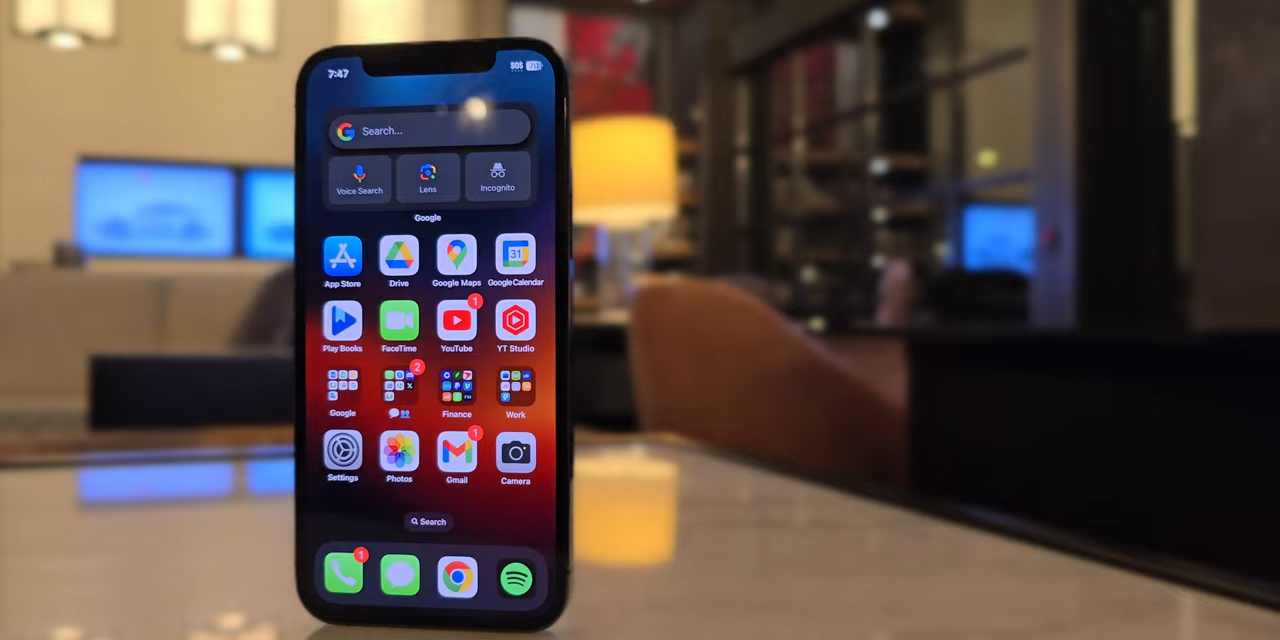 7:47
SOS 70
Search...
Voice Search
Lens
Incognito
Google
App Store
Drive
Google Maps
31
Google Calendar
Play Books
FaceTime
1
YouTube
YT Studio
Google
2
Finance
Work
Settings
Photos
1
Gmail
Camera
Search
1